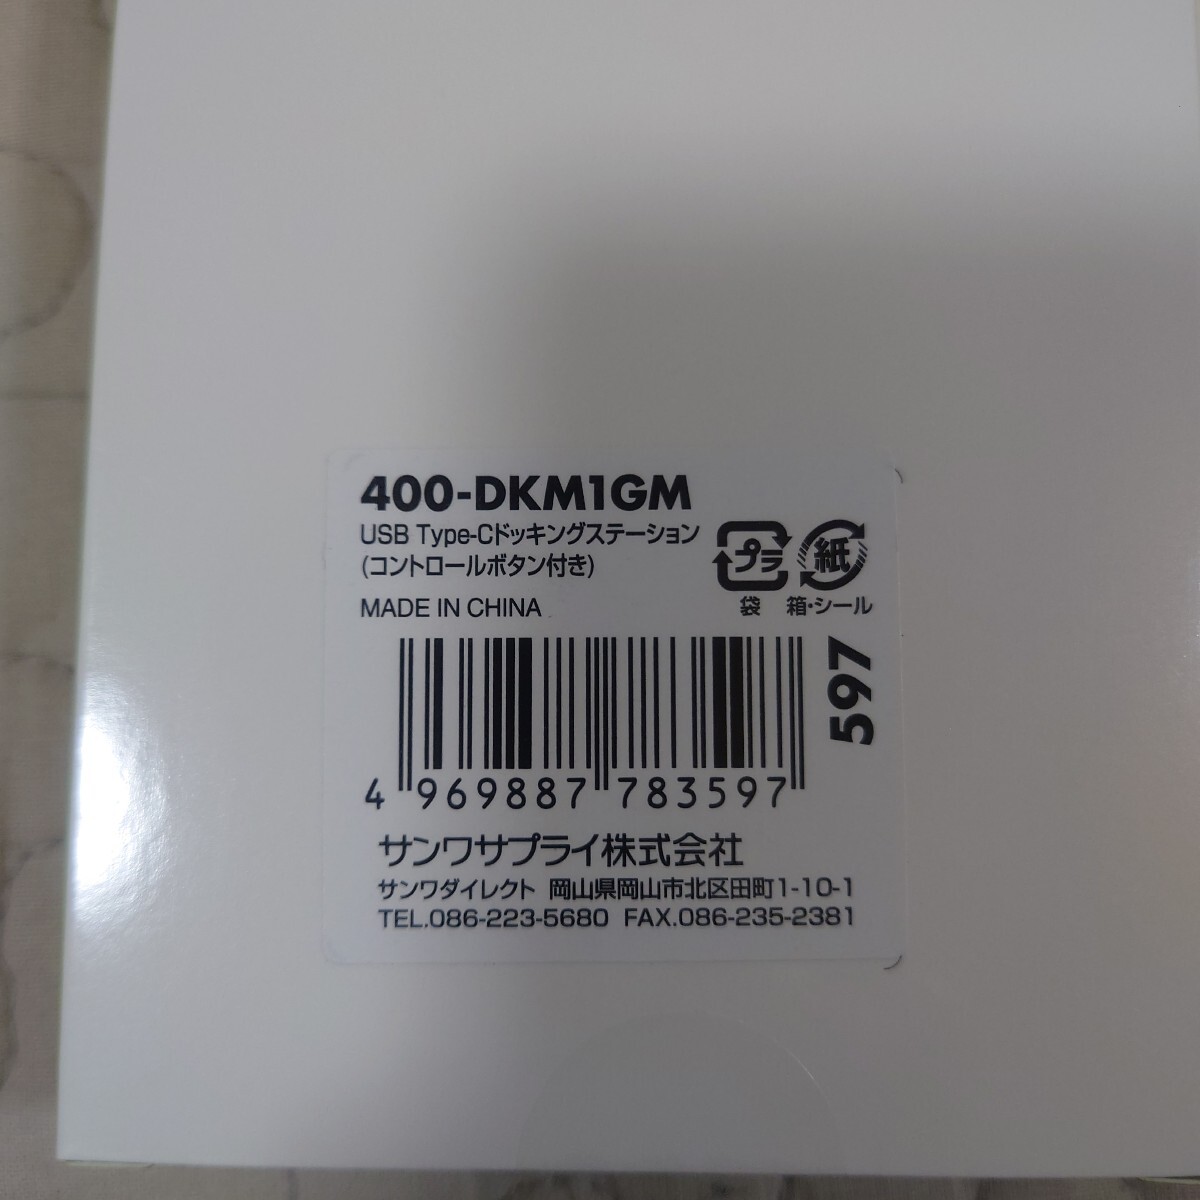 400-DKM1GM
USB Type-Cドッキングステーション
(コントロールボタン付き)
MADE IN CHINA
プラ
袋
紙
箱・シール
597
4 969887 783597
サンワサプライ株式会社
サンワダイレクト 岡山県岡山市北区田町1-10-1
TEL.086-223-5680 FAX.086-235-2381